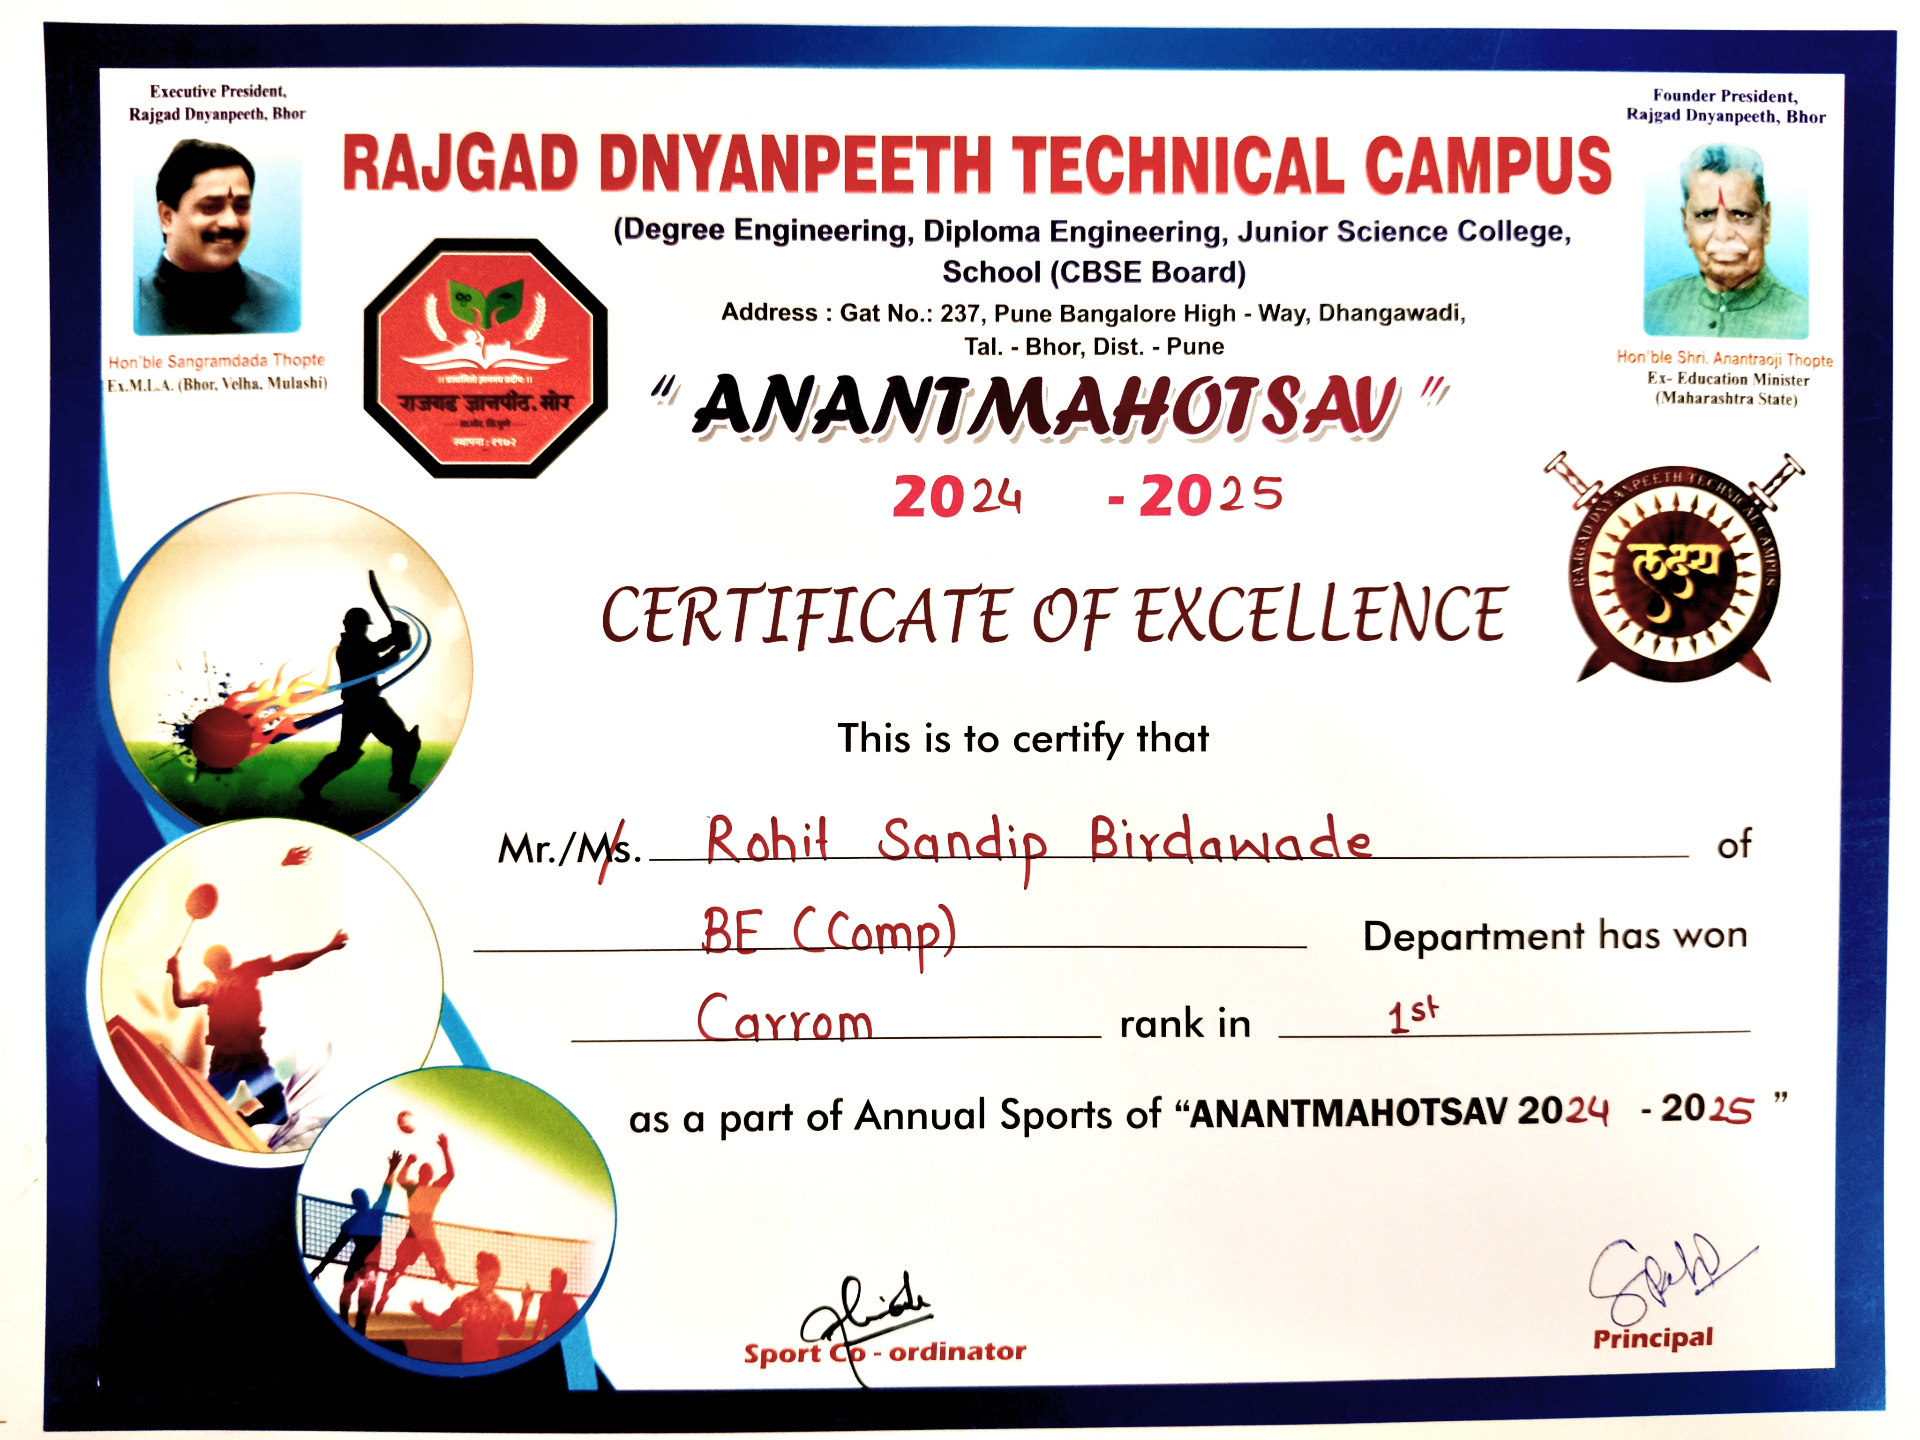 Executive President,
Rajgad Dnyanpeeth, Bhor
Hon'ble Sangramdada Thopte
Ex.M.L.A. (Bhor, Velha, Mulashi)
Founder President,
Rajgad Dnyanpeeth, Bhor
Hon'ble Shri. Anantraoji Thopte
Ex- Education Minister
(Maharashtra State)
RAJGAD DNYANPEETH TECHNICAL CAMPUS
(Degree Engineering, Diploma Engineering, Junior Science College,
School (CBSE Board)
Address : Gat No.: 237, Pune Bangalore High - Way, Dhangawadi,
Tal. - Bhor, Dist. - Pune
राजगड ज्ञानपीठ, भोर
स्थापना : १९७२
" ANANTMAHOTSAV "
2024 - 2025
RAJGAD DNYANPEETH TECHNICAL CAMPUS
लक्ष्य
CERTIFICATE OF EXCELLENCE
This is to certify that
Mr./Ms. Rohit Sandip Birdawade of
BE (Comp) Department has won
Carrom rank in 1st
as a part of Annual Sports of “ANANTMAHOTSAV 2024 - 2025 ”
Sport Co - ordinator
Principal